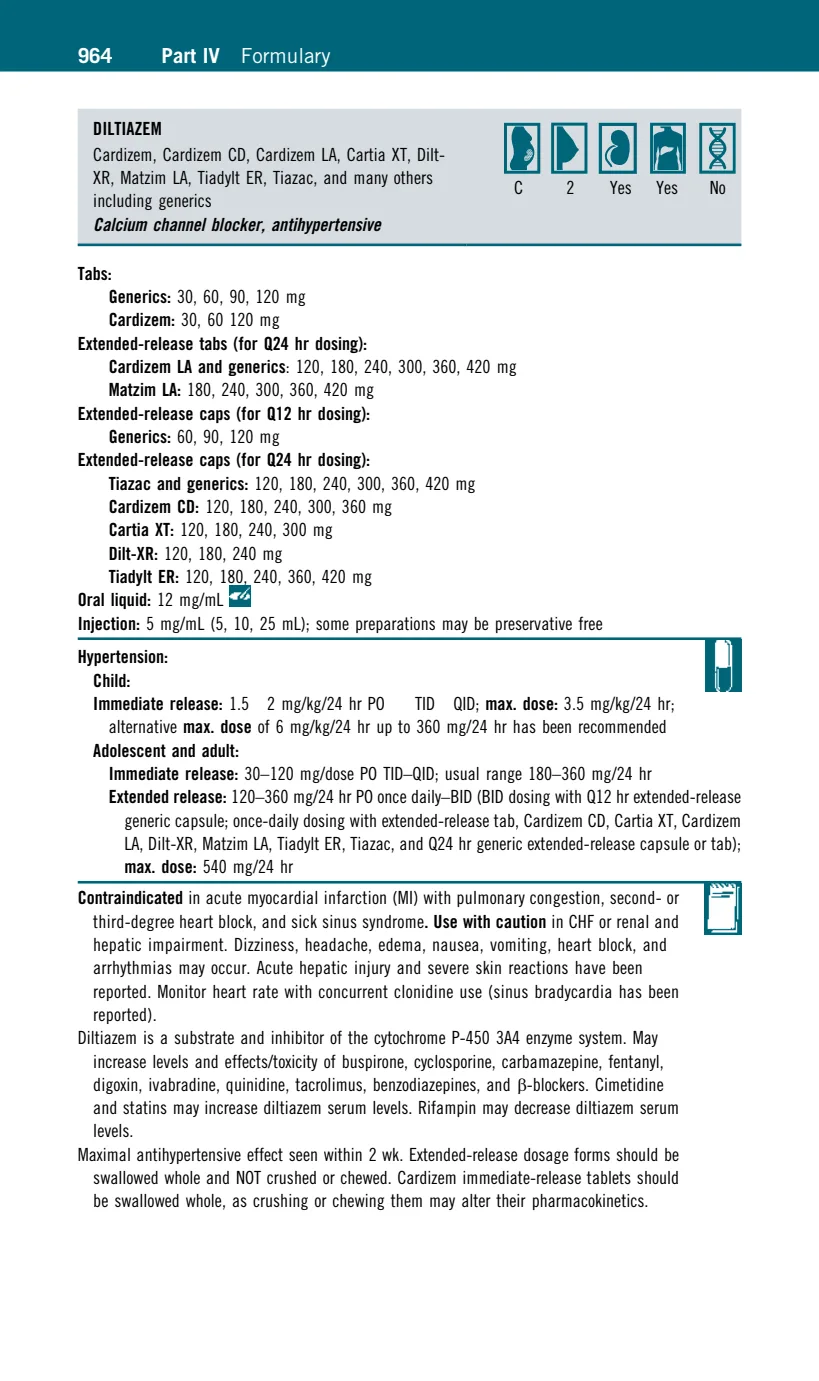 964 Part IV Formulary
DILTIAZEM
Cardizem, Cardizem CD, Cardizem LA, Cartia XT, Dilt-
XR, Matzim LA, Tiadylt ER, Tiazac, and many others
including generics
Calcium channel blocker, antihypertensive
C 2 Yes Yes No
Tabs:
Generics: 30, 60, 90, 120 mg
Cardizem: 30, 60 120 mg
Extended-release tabs (for Q24 hr dosing):
Cardizem LA and generics: 120, 180, 240, 300, 360, 420 mg
Matzim LA: 180, 240, 300, 360, 420 mg
Extended-release caps (for Q12 hr dosing):
Generics: 60, 90, 120 mg
Extended-release caps (for Q24 hr dosing):
Tiazac and generics: 120, 180, 240, 300, 360, 420 mg
Cardizem CD: 120, 180, 240, 300, 360 mg
Cartia XT: 120, 180, 240, 300 mg
Dilt-XR: 120, 180, 240 mg
Tiadylt ER: 120, 180, 240, 360, 420 mg
Oral liquid: 12 mg/mL
Injection: 5 mg/mL (5, 10, 25 mL); some preparations may be preservative free
Hypertension:
Child:
Immediate release: 1.5 2 mg/kg/24 hr PO TID QID; max. dose: 3.5 mg/kg/24 hr;
alternative max. dose of 6 mg/kg/24 hr up to 360 mg/24 hr has been recommended
Adolescent and adult:
Immediate release: 30–120 mg/dose PO TID–QID; usual range 180–360 mg/24 hr
Extended release: 120–360 mg/24 hr PO once daily–BID (BID dosing with Q12 hr extended-release
generic capsule; once-daily dosing with extended-release tab, Cardizem CD, Cartia XT, Cardizem
LA, Dilt-XR, Matzim LA, Tiadylt ER, Tiazac, and Q24 hr generic extended-release capsule or tab);
max. dose: 540 mg/24 hr
Contraindicated in acute myocardial infarction (MI) with pulmonary congestion, second- or
third-degree heart block, and sick sinus syndrome. Use with caution in CHF or renal and
hepatic impairment. Dizziness, headache, edema, nausea, vomiting, heart block, and
arrhythmias may occur. Acute hepatic injury and severe skin reactions have been
reported. Monitor heart rate with concurrent clonidine use (sinus bradycardia has been
reported).
Diltiazem is a substrate and inhibitor of the cytochrome P-450 3A4 enzyme system. May
increase levels and effects/toxicity of buspirone, cyclosporine, carbamazepine, fentanyl,
digoxin, ivabradine, quinidine, tacrolimus, benzodiazepines, and β-blockers. Cimetidine
and statins may increase diltiazem serum levels. Rifampin may decrease diltiazem serum
levels.
Maximal antihypertensive effect seen within 2 wk. Extended-release dosage forms should be
swallowed whole and NOT crushed or chewed. Cardizem immediate-release tablets should
be swallowed whole, as crushing or chewing them may alter their pharmacokinetics.